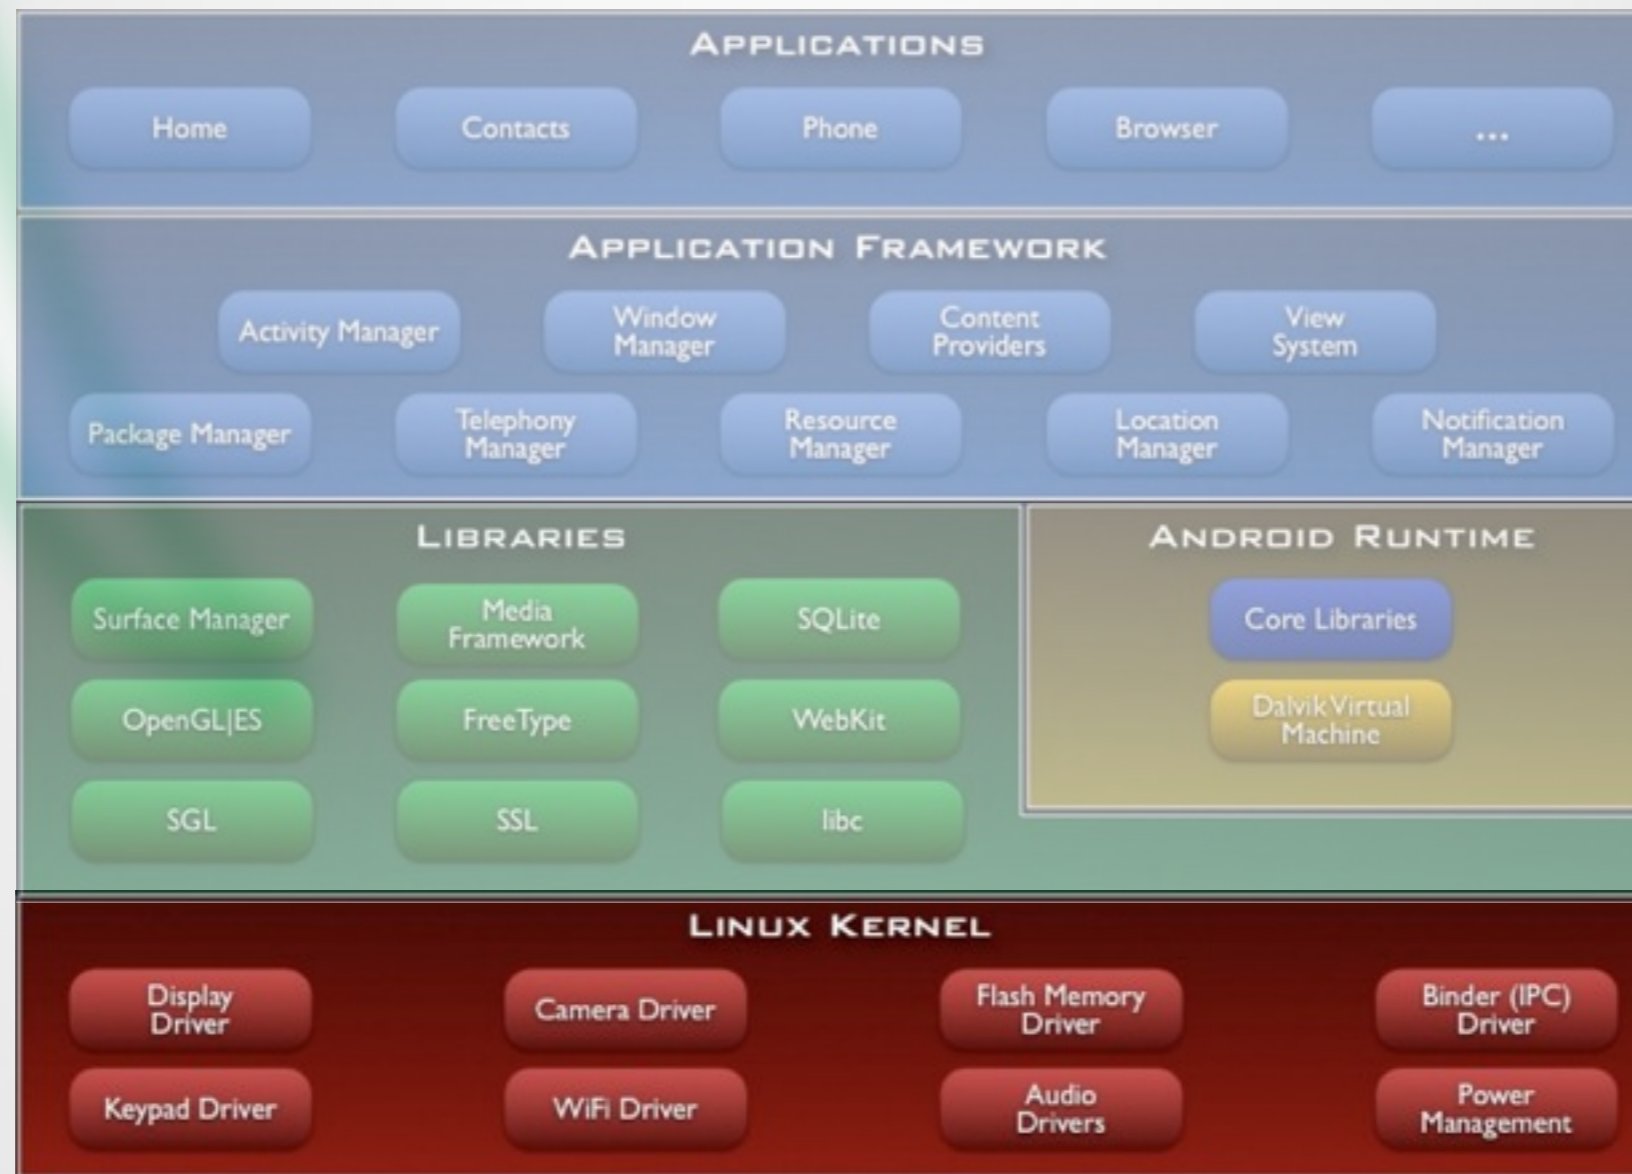 APPLICATIONS
Home
Contacts
Phone
Browser
...
APPLICATION FRAMEWORK
Activity Manager
Window
Manager
Content
Providers
View
System
Package Manager
Telephony
Manager
Resource
Manager
Location
Manager
Notification
Manager
LIBRARIES
Surface Manager
Media
Framework
SQLite
OpenGL|ES
FreeType
WebKit
SGL
SSL
libc
ANDROID RUNTIME
Core Libraries
Dalvik Virtual
Machine
LINUX KERNEL
Display
Driver
Camera Driver
Flash Memory
Driver
Binder (IPC)
Driver
Keypad Driver
WiFi Driver
Audio
Drivers
Power
Management